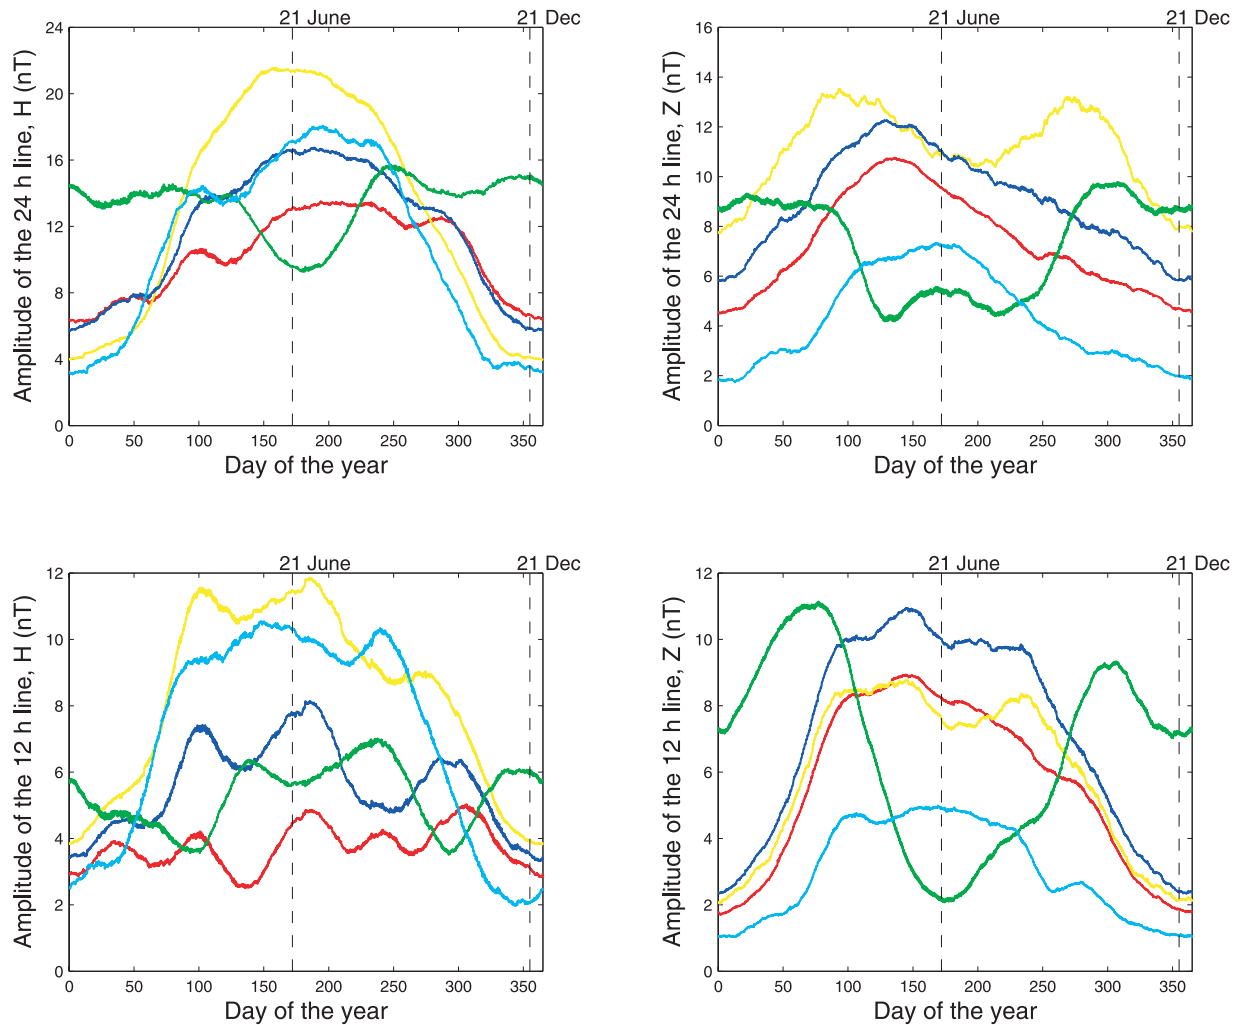 21 June 21 Dec
24
20
16
12
8
4
0
Amplitude of the 24 h line, H (nT)
0 50 100 150 200 250 300 350
Day of the year
21 June 21 Dec
16
14
12
10
8
6
4
2
0
Amplitude of the 24 h line, Z (nT)
0 50 100 150 200 250 300 350
Day of the year
21 June 21 Dec
12
10
8
6
4
2
0
Amplitude of the 12 h line, H (nT)
0 50 100 150 200 250 300 350
Day of the year
21 June 21 Dec
12
10
8
6
4
2
0
Amplitude of the 12 h line, Z (nT)
0 50 100 150 200 250 300 350
Day of the year